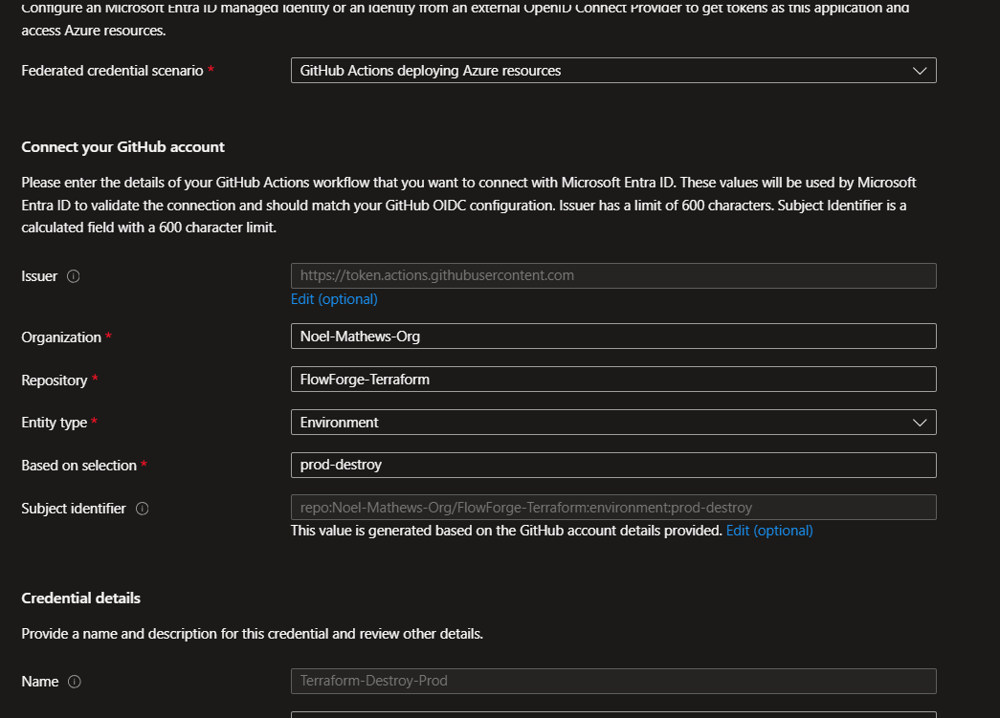 Configure an Microsoft Entra ID managed identity or an identity from an external OpenID Connect Provider to get tokens as this application and
access Azure resources.
Federated credential scenario *
GitHub Actions deploying Azure resources
Connect your GitHub account
Please enter the details of your GitHub Actions workflow that you want to connect with Microsoft Entra ID. These values will be used by Microsoft
Entra ID to validate the connection and should match your GitHub OIDC configuration. Issuer has a limit of 600 characters. Subject Identifier is a
calculated field with a 600 character limit.
Issuer
https://token.actions.githubusercontent.com
Edit (optional)
Organization *
Noel-Mathews-Org
Repository *
FlowForge-Terraform
Entity type *
Environment
Based on selection *
prod-destroy
Subject identifier
repo:Noel-Mathews-Org/FlowForge-Terraform:environment:prod-destroy
This value is generated based on the GitHub account details provided. Edit (optional)
Credential details
Provide a name and description for this credential and review other details.
Name
Terraform-Destroy-Prod